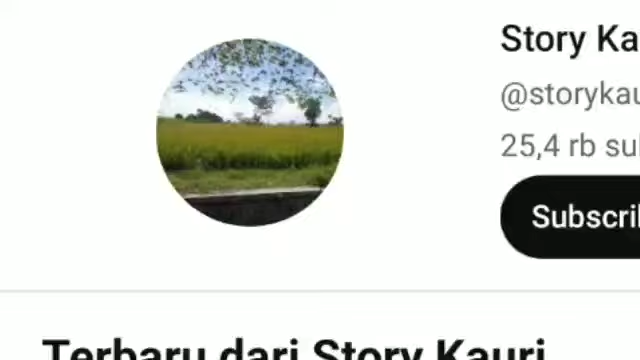 Story Ka
@storykau
25,4 rb su
Subscri
Terbaru dari Story Kauri